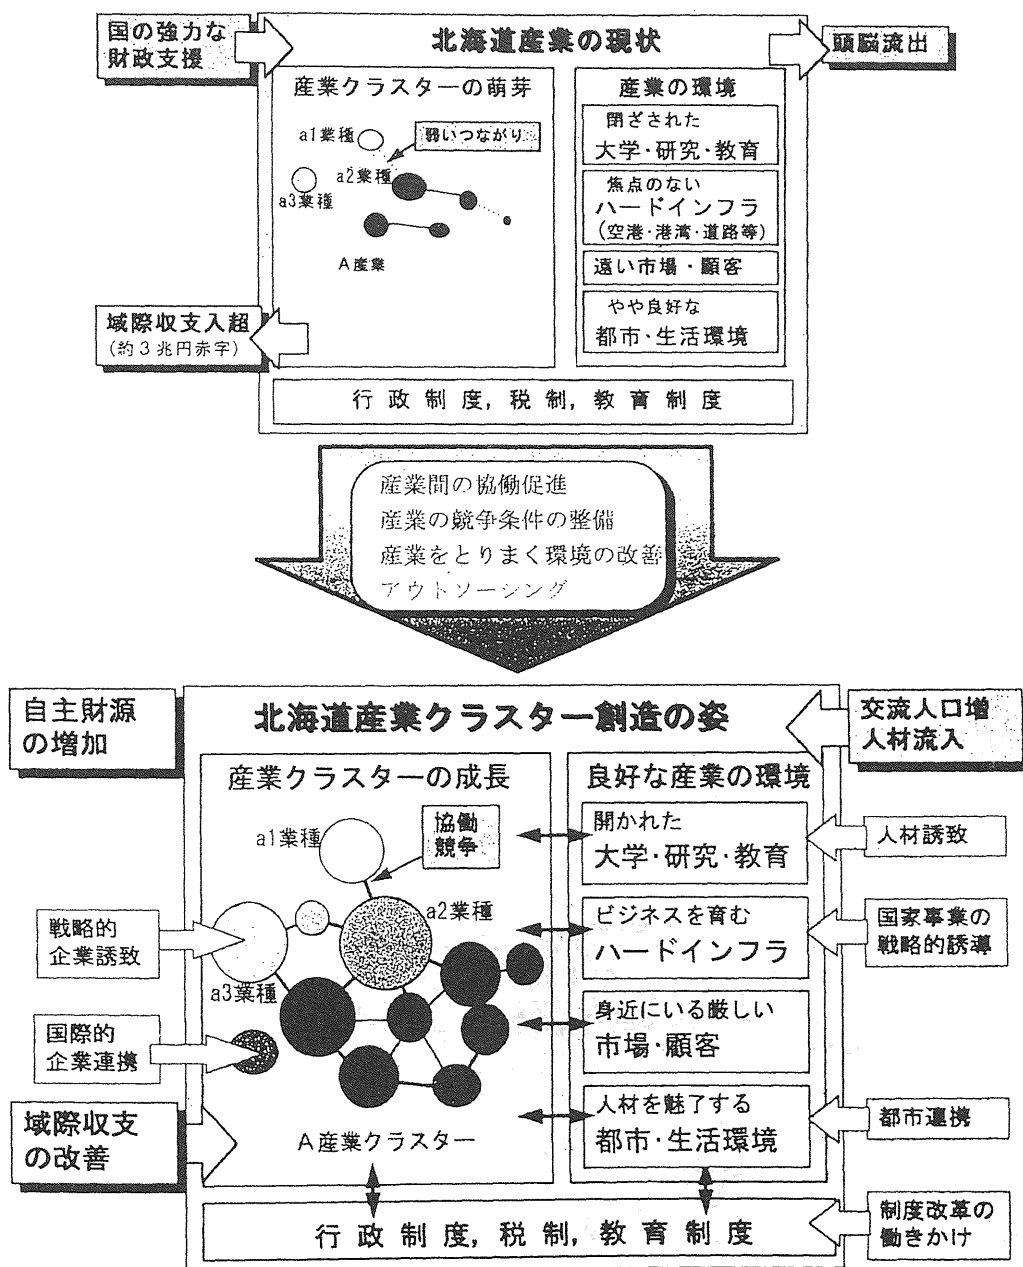 国の強力な
財政支援
北海道産業の現状
頭脳流出
産業クラスターの萌芽
a1業種
弱いつながり
a2業種
a3業種
A産業
産業の環境
閉ざされた
大学・研究・教育
焦点のない
ハードインフラ
(空港・港湾・道路等)
遠い市場・顧客
やや良好な
都市・生活環境
域際収支入超
(約3兆円赤字)
行政制度,税制,教育制度
産業間の協働促進
産業の競争条件の整備
産業をとりまく環境の改善
アウトソーシング
自主財源
の増加
北海道産業クラスター創造の姿
交流人口増
人材流入
産業クラスターの成長
a1業種
協働
競争
a2業種
a3業種
A産業クラスター
戦略的
企業誘致
国際的
企業連携
域際収支
の改善
良好な産業の環境
開かれた
大学・研究・教育
ビジネスを育む
ハードインフラ
身近にいる厳しい
市場・顧客
人材を魅了する
都市・生活環境
人材誘致
国家事業の
戦略的誘導
都市連携
行政制度,税制,教育制度
制度改革の
働きかけ